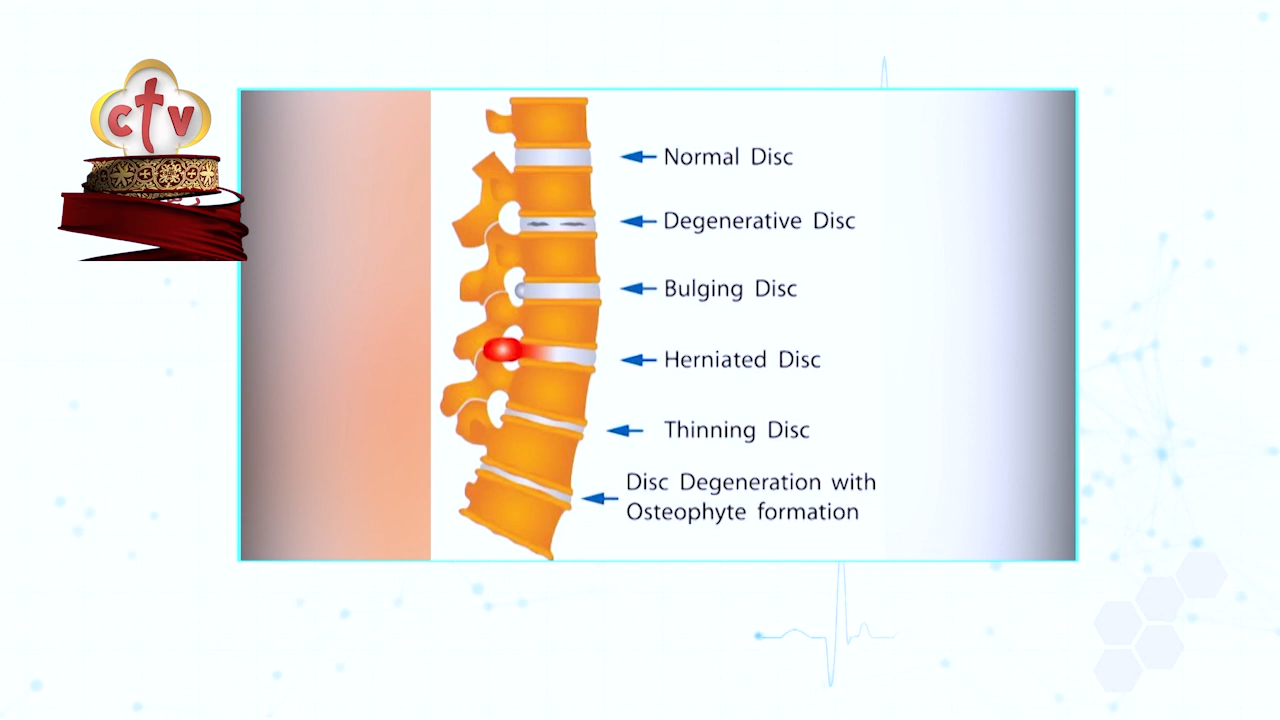 ctv
Normal Disc
Degenerative Disc
Bulging Disc
Herniated Disc
Thinning Disc
Disc Degeneration with
Osteophyte formation